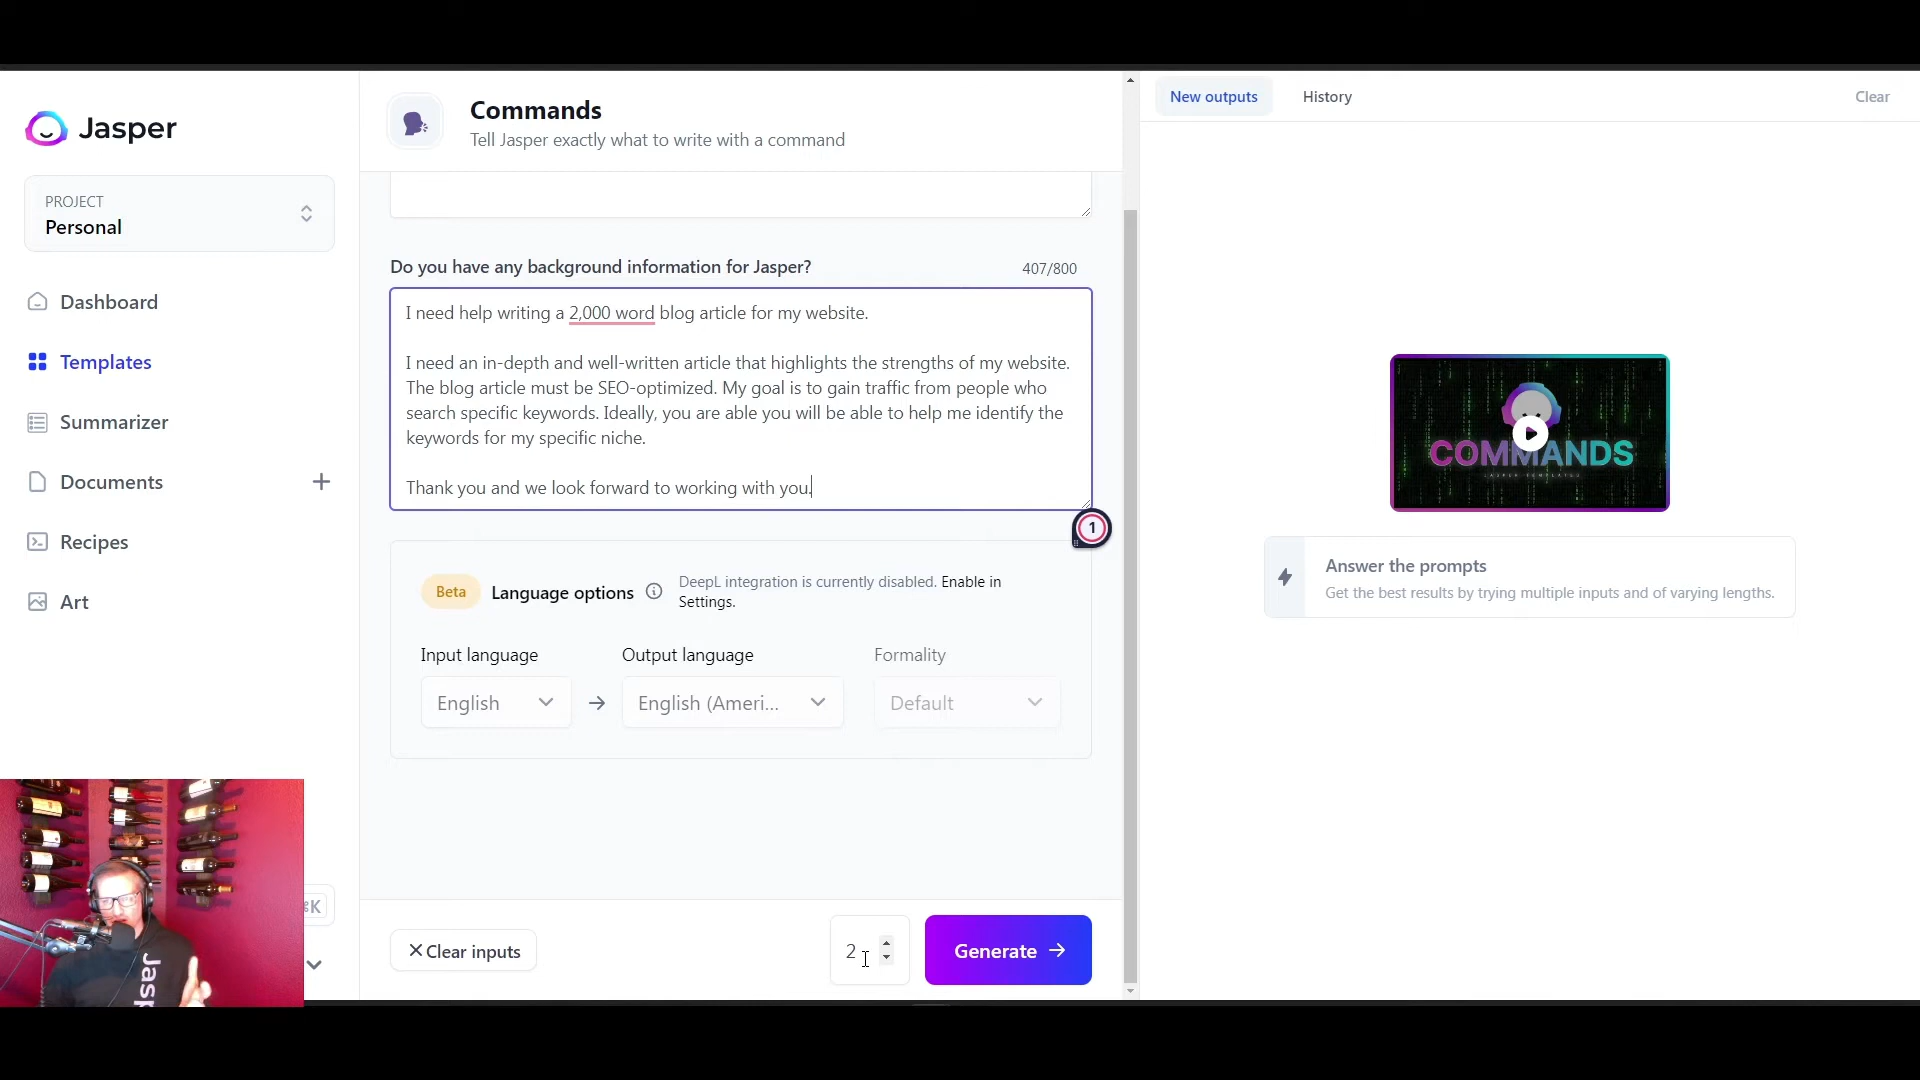 Jasper
PROJECT
Personal
Dashboard
Templates
Summarizer
Documents
Recipes
Art
⌘K
Jasp
Commands
Tell Jasper exactly what to write with a command
Do you have any background information for Jasper?
407/800
I need help writing a 2,000 word blog article for my website.
I need an in-depth and well-written article that highlights the strengths of my website.
The blog article must be SEO-optimized. My goal is to gain traffic from people who
search specific keywords. Ideally, you are able you will be able to help me identify the
keywords for my specific niche.
Thank you and we look forward to working with you.
1
Beta
Language options
DeepL integration is currently disabled. Enable in
Settings.
Input language
Output language
Formality
English
English (Ameri...
Default
Clear inputs
2
Generate
New outputs
History
Clear
COMMANDS
JASPER TEMPLATES
Answer the prompts
Get the best results by trying multiple inputs and of varying lengths.